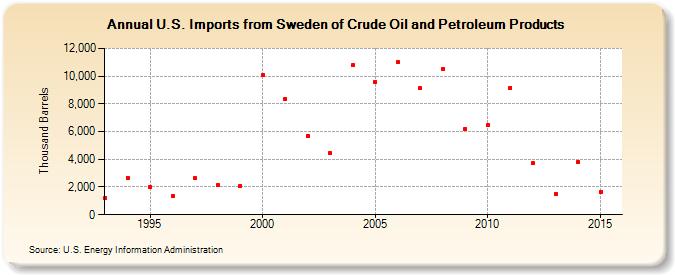 Annual U.S. Imports from Sweden of Crude Oil and Petroleum Products
Thousand Barrels
12,000
10,000
8,000
6,000
4,000
2,000
0
1995 2000 2005 2010 2015
Source: U.S. Energy Information Administration